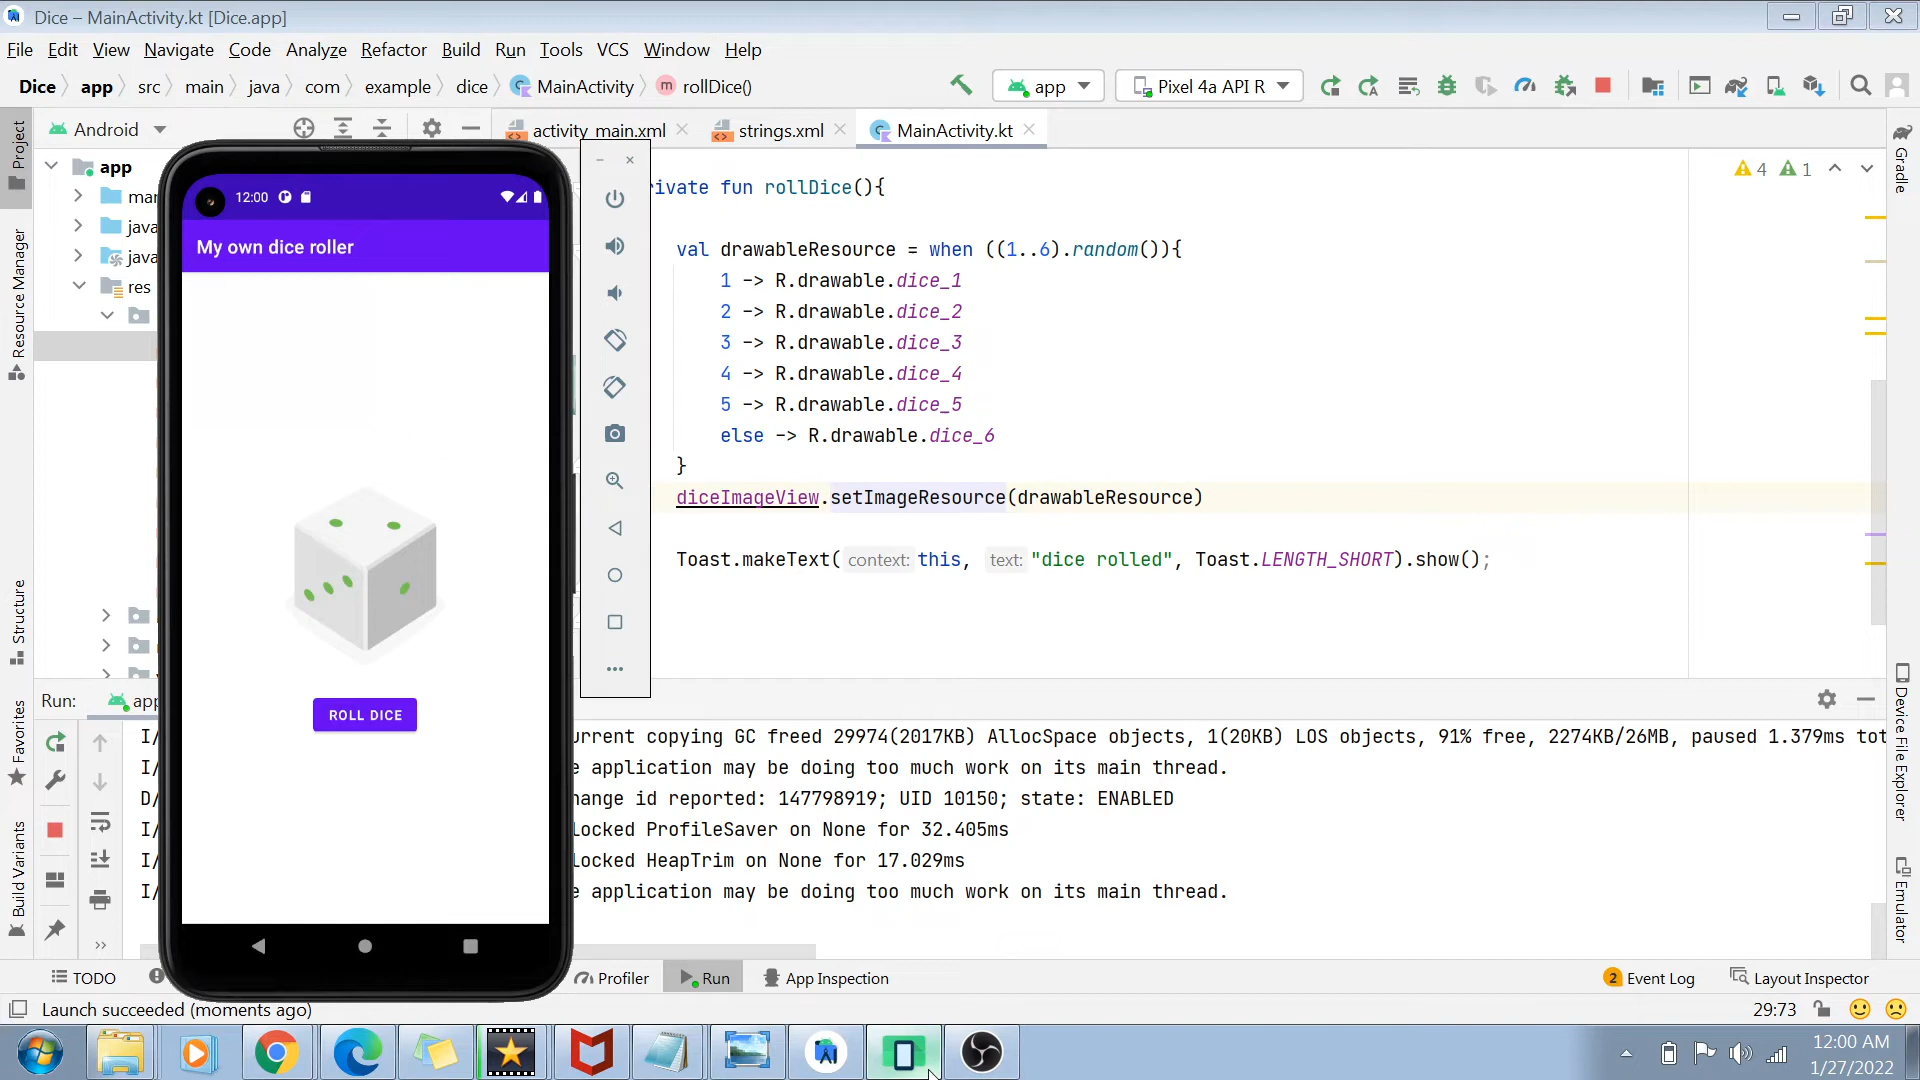 Dice – MainActivity.kt [Dice.app]
File Edit View Navigate Code Analyze Refactor Build Run Tools VCS Window Help
Dice app src main java com example dice MainActivity rollDice() app Pixel 4a API R
Project
Android
activity_main.xml strings.xml MainActivity.kt
Gradle
app
mar
java
java
res
Resource Manager
12:00
My own dice roller
ROLL DICE
rivate fun rollDice(){
4 1
val drawableResource = when ((1..6).random()){
1 -> R.drawable.dice_1
2 -> R.drawable.dice_2
3 -> R.drawable.dice_3
4 -> R.drawable.dice_4
5 -> R.drawable.dice_5
else -> R.drawable.dice_6
}
diceImageView.setImageResource(drawableResource)
Toast.makeText( context: this, text: "dice rolled", Toast.LENGTH_SHORT).show();
Structure
Favorites
Build Variants
Device File Explorer
Emulator
Run: app
I/ urrent copying GC freed 29974(2017KB) AllocSpace objects, 1(20KB) LOS objects, 91% free, 2274KB/26MB, paused 1.379ms tot
I/ e application may be doing too much work on its main thread.
D/ hange id reported: 147798919; UID 10150; state: ENABLED
I/ locked ProfileSaver on None for 32.405ms
I/ locked HeapTrim on None for 17.029ms
I/ e application may be doing too much work on its main thread.
TODO Profiler Run App Inspection 2 Event Log Layout Inspector
Launch succeeded (moments ago) 29:73
12:00 AM
1/27/2022